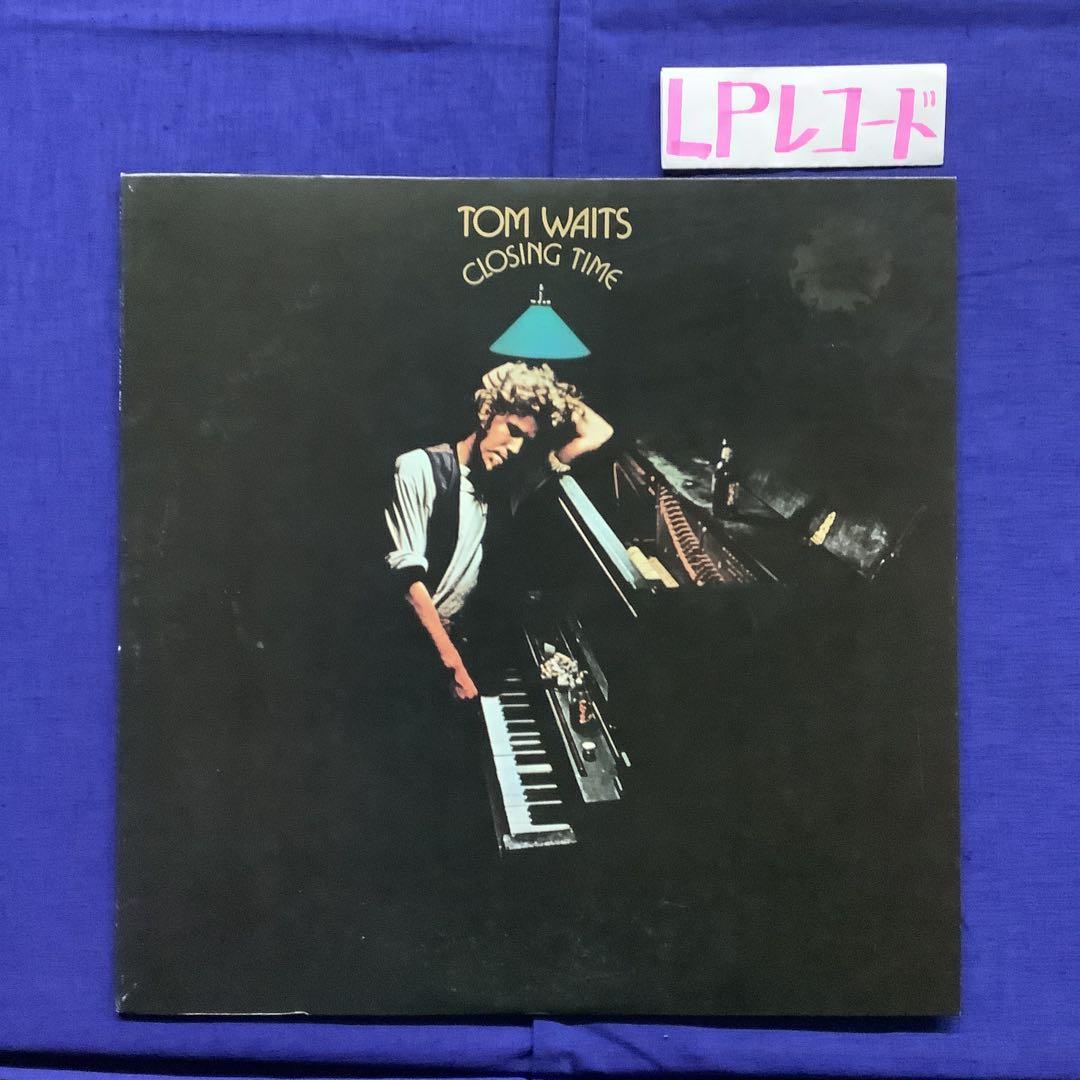 LPレコード
TOM WAITS
CLOSING TIME